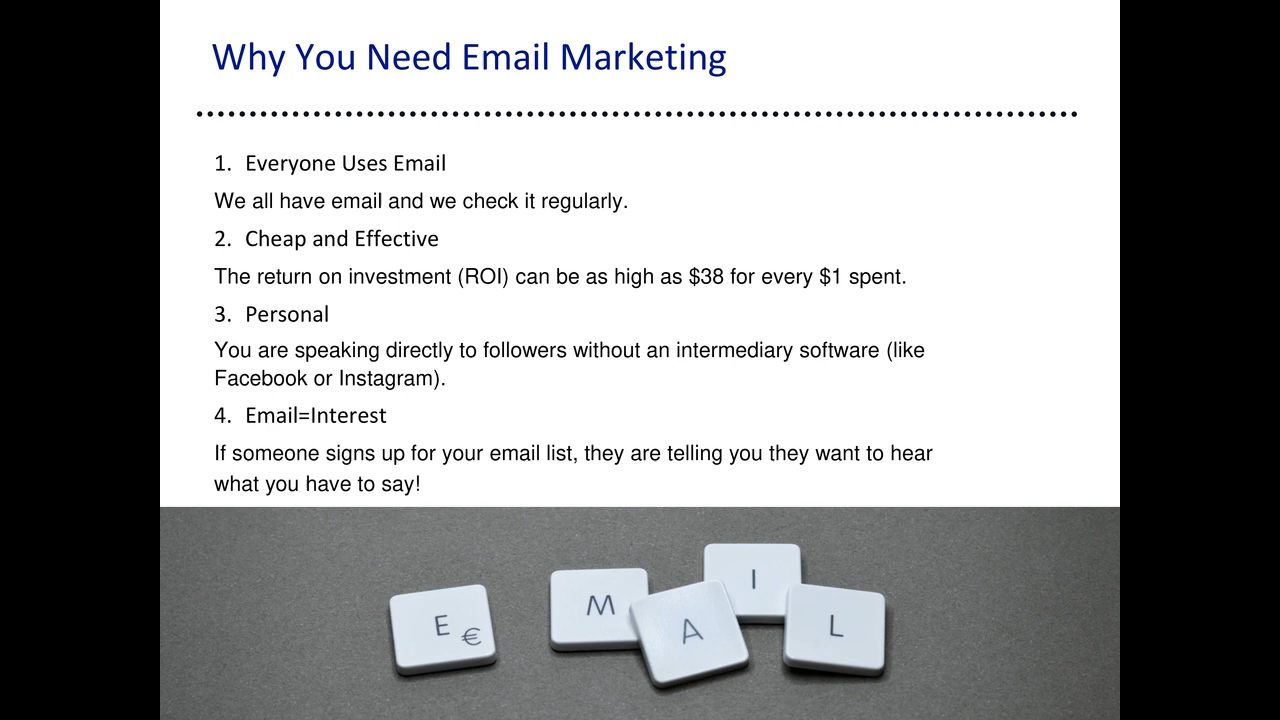 Why You Need Email Marketing
1. Everyone Uses Email
We all have email and we check it regularly.
2. Cheap and Effective
The return on investment (ROI) can be as high as $38 for every $1 spent.
3. Personal
You are speaking directly to followers without an intermediary software (like
Facebook or Instagram).
4. Email=Interest
If someone signs up for your email list, they are telling you they want to hear
what you have to say!
E € M A I L